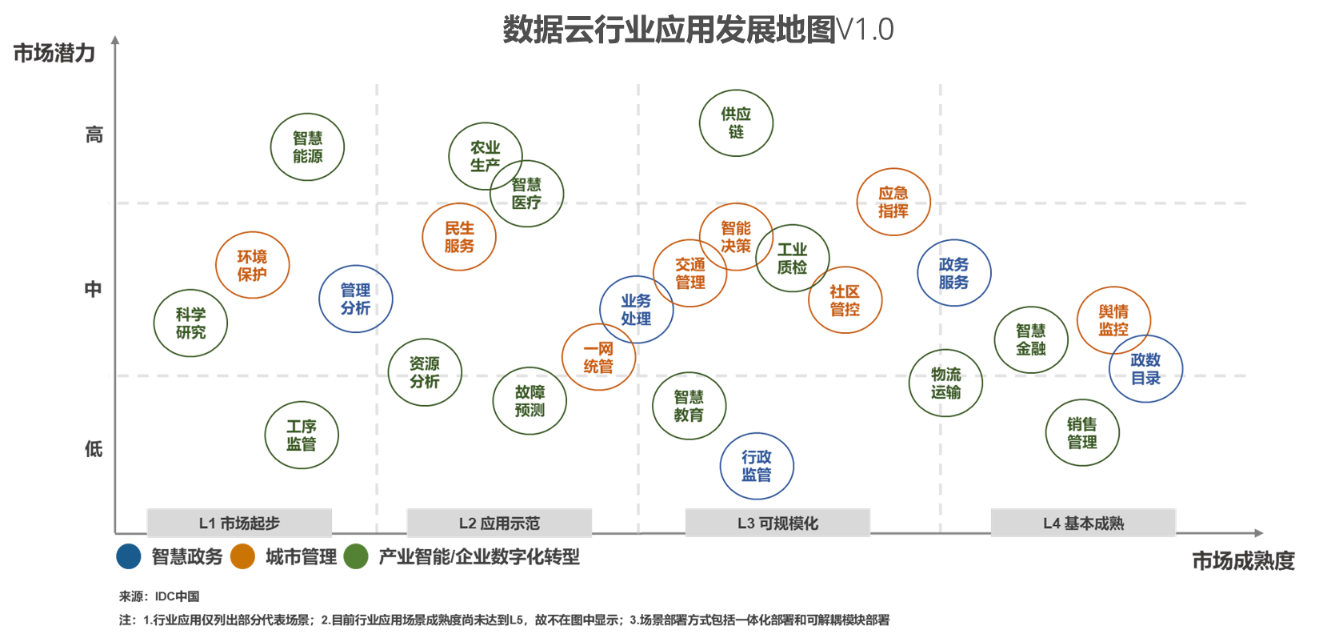 数据云行业应用发展地图V1.0
市场潜力
高
供应
链
智慧
能源
农业
生产
智慧
医疗
应急
指挥
民生
服务
智能
决策
环境
保护
工业
质检
交通
管理
政务
服务
中
管理
分析
社区
管控
业务
处理
科学
研究
舆情
监控
智慧
金融
一网
统管
资源
分析
政数
目录
物流
运输
故障
预测
智慧
教育
工序
监管
销售
管理
低
行政
监管
L1 市场起步
L2 应用示范
L3 可规模化
L4 基本成熟
智慧政务 城市管理 产业智能/企业数字化转型
市场成熟度
来源：IDC中国
注：1.行业应用仅列出部分代表场景；2.目前行业应用场景成熟度尚未达到L5，故不在图中显示；3.场景部署方式包括一体化部署和可解耦模块部署